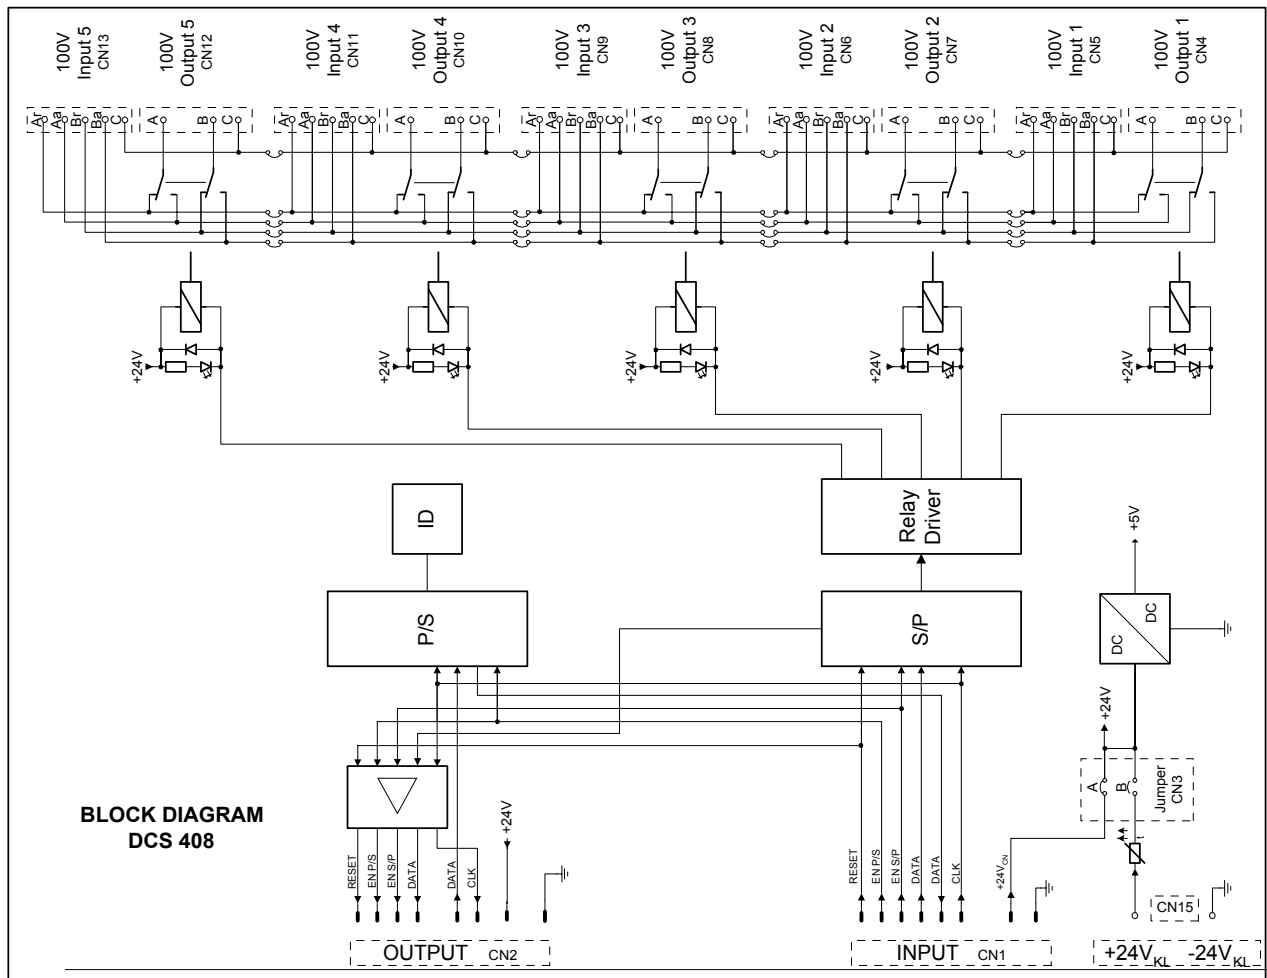 100V
Input 5
CN13
100V
Output 5
CN12
100V
Input 4
CN11
100V
Output 4
CN10
100V
Input 3
CN9
100V
Output 3
CN8
100V
Input 2
CN6
100V
Output 2
CN7
100V
Input 1
CN5
100V
Output 1
CN4
Ar
Aa
Br
Ba
C
A
B
C
Ar
Aa
Br
Ba
C
A
B
C
Ar
Aa
Br
Ba
C
A
B
C
Ar
Aa
Br
Ba
C
A
B
C
Ar
Aa
Br
Ba
C
A
B
C
+24V
+24V
+24V
+24V
+24V
ID
Relay
Driver
+5V
P/S
S/P
DC
DC
+24V
A
B
Jumper
CN3
t
BLOCK DIAGRAM
DCS 408
+24V
RESET
EN P/S
EN S/P
DATA
DATA
CLK
RESET
EN P/S
EN S/P
DATA
DATA
CLK
+24VCN
CN15
OUTPUT CN2
INPUT CN1
+24VKL -24VKL